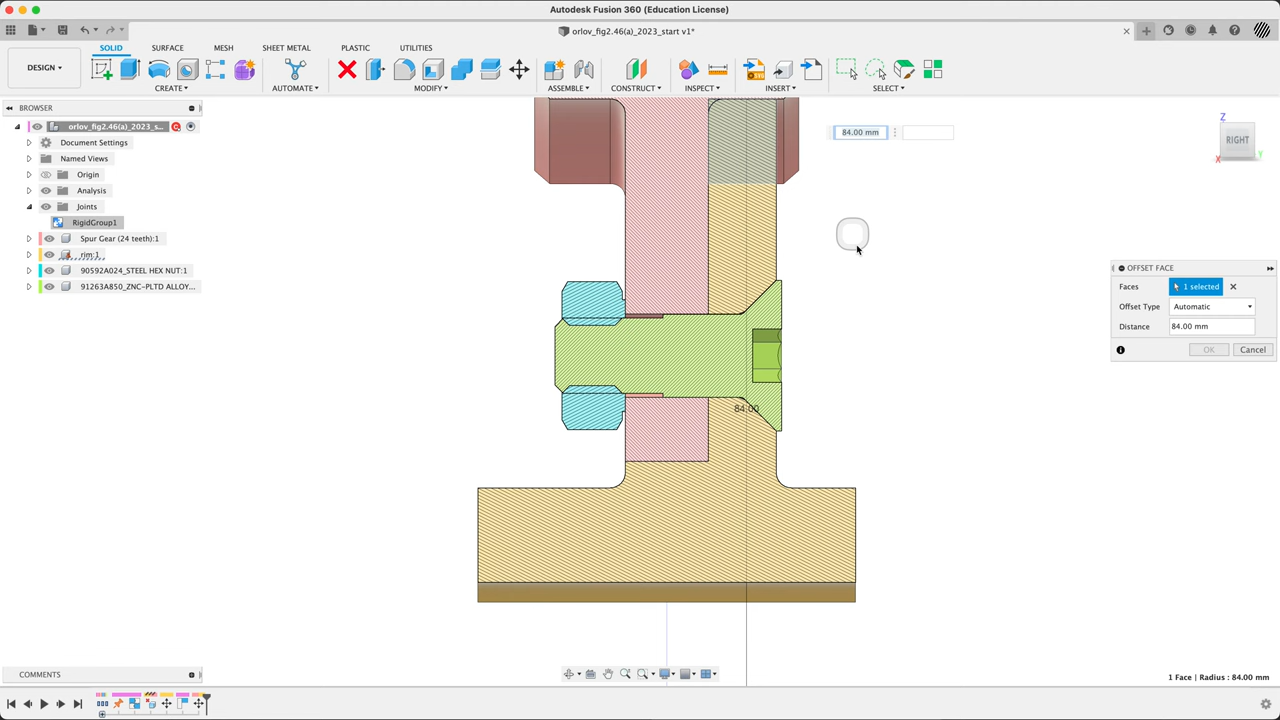 Autodesk Fusion 360 (Education License)
orlov_fig2.46(a)_2023_start v1*
SOLID
SURFACE
MESH
SHEET METAL
PLASTIC
UTILITIES
DESIGN
CREATE
AUTOMATE
MODIFY
ASSEMBLE
CONSTRUCT
INSPECT
INSERT
SELECT
BROWSER
orlov_fig2.46(a)_2023_s...
Document Settings
Named Views
Origin
Analysis
Joints
RigidGroup1
Spur Gear (24 teeth):1
rim:1
90592A024_STEEL HEX NUT:1
91263A850_ZNC-PLTD ALLOY...
84.00 mm
Z
RIGHT
X
Y
OFFSET FACE
Faces
1 selected
Offset Type
Automatic
Distance
84.00 mm
OK
Cancel
84.00
COMMENTS
1 Face | Radius : 84.00 mm